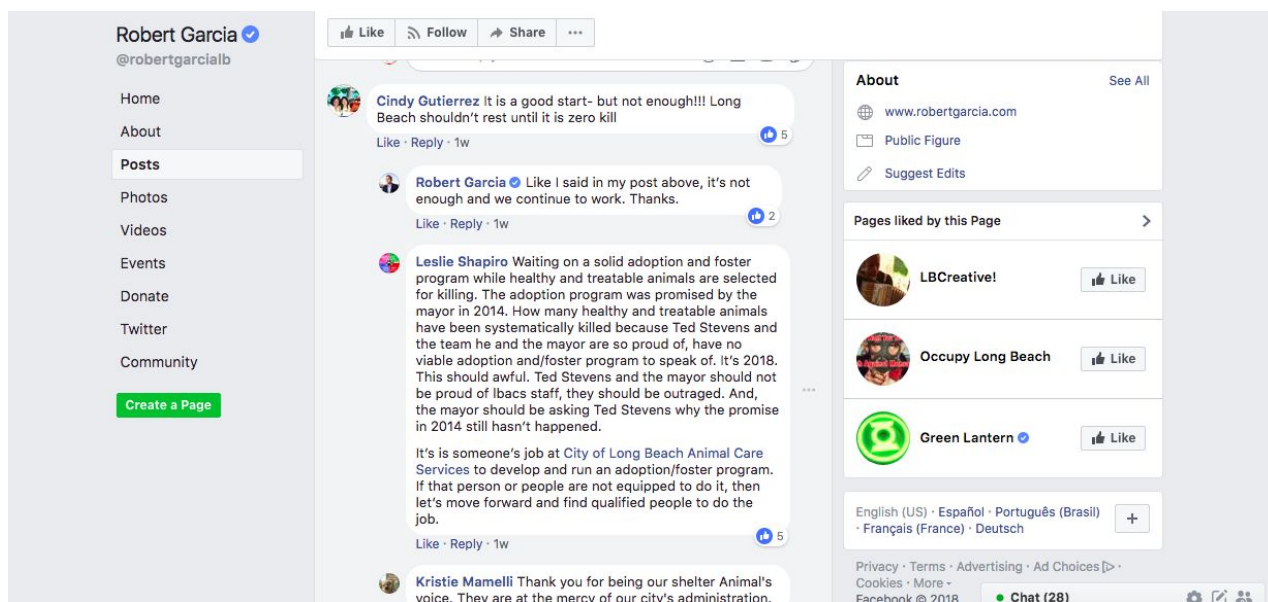 Robert Garcia
@robertgarcialb
Home
About
Posts
Photos
Videos
Events
Donate
Twitter
Community
Create a Page
Like
Follow
Share
...
Cindy Gutierrez It is a good start- but not enough!!! Long
Beach shouldn't rest until it is zero kill
5
Like · Reply · 1w
Robert Garcia Like I said in my post above, it's not
enough and we continue to work. Thanks.
2
Like · Reply · 1w
Leslie Shapiro Waiting on a solid adoption and foster
program while healthy and treatable animals are selected
for killing. The adoption program was promised by the
mayor in 2014. How many healthy and treatable animals
have been systematically killed because Ted Stevens and
the team he and the mayor are so proud of, have no
viable adoption and/foster program to speak of. It's 2018.
This should awful. Ted Stevens and the mayor should not
be proud of lbacs staff, they should be outraged. And,
the mayor should be asking Ted Stevens why the promise
in 2014 still hasn't happened.
It's is someone's job at City of Long Beach Animal Care
Services to develop and run an adoption/foster program.
If that person or people are not equipped to do it, then
let's move forward and find qualified people to do the
job.
5
Like · Reply · 1w
Kristie Mamelli Thank you for being our shelter Animal's
voice. They are at the mercy of our city's administration.
About
See All
www.robertgarcia.com
Public Figure
Suggest Edits
Pages liked by this Page
LBCreative!
Like
Occupy Long Beach
Like
Green Lantern
Like
English (US) · Español · Português (Brasil)
· Français (France) · Deutsch
+
Privacy · Terms · Advertising · Ad Choices ·
Cookies · More
Facebook © 2018
Chat (28)